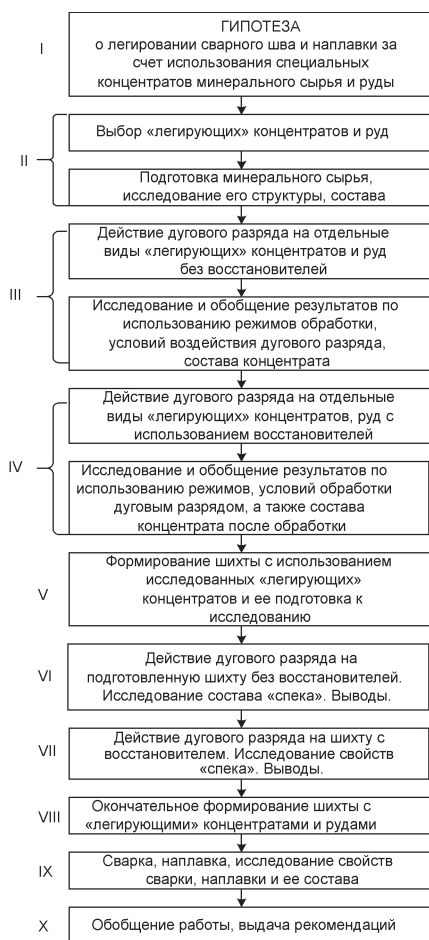 I
ГИПОТЕЗА
о легировании сварного шва и наплавки за
счет использования специальных
концентратов минерального сырья и руды
II
Выбор «легирующих» концентратов и руд
Подготовка минерального сырья,
исследование его структуры, состава
III
Действие дугового разряда на отдельные
виды «легирующих» концентратов и руд
без восстановителей
Исследование и обобщение результатов по
использованию режимов обработки,
условий воздействия дугового разряда,
состава концентрата
IV
Действие дугового разряда на отдельные
виды «легирующих» концентратов, руд с
использованием восстановителей
Исследование и обобщение результатов по
использованию режимов, условий обработки
дуговым разрядом, а также состава
концентрата после обработки
V
Формирование шихты с использованием
исследованных «легирующих»
концентратов и ее подготовка к
исследованию
VI
Действие дугового разряда на
подготовленную шихту без восстановителей.
Исследование состава «спека». Выводы.
VII
Действие дугового разряда на шихту с
восстановителем. Исследование свойств
«спека». Выводы.
VIII
Окончательное формирование шихты с
«легирующими» концентратами и рудами
IX
Сварка, наплавка, исследование свойств
сварки, наплавки и ее состава
X
Обобщение работы, выдача рекомендаций